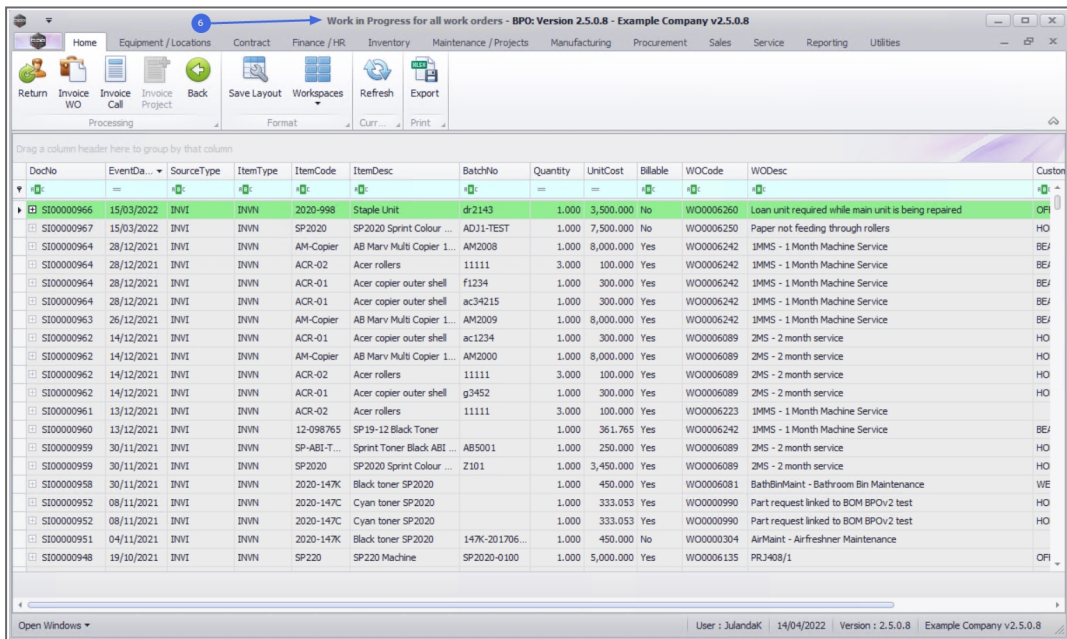 6
Work in Progress for all work orders - BPO: Version 2.5.0.8 - Example Company v2.5.0.8
Home Equipment / Locations Contract Finance / HR Inventory Maintenance / Projects Manufacturing Procurement Sales Service Reporting Utilities
Return Invoice WO Invoice Call Invoice Project Back Save Layout Workspaces Refresh Export
Processing Format Curr... Print
Drag a column header here to group by that column
DocNo EventDa... SourceType ItemType ItemCode ItemDesc BatchNo Quantity UnitCost Billable WOCode WODesc Custom
SI00000966 15/03/2022 INVI INVN 2020-998 Staple Unit dr2143 1.000 3,500.000 No WO0006260 Loan unit required while main unit is being repaired OFI
SI00000967 15/03/2022 INVI INVN SP2020 SP2020 Sprint Colour ... ADJ1-TEST 1.000 7,500.000 No WO0006250 Paper not feeding through rollers HO
SI00000964 28/12/2021 INVI INVN AM-Copier AB Marv Multi Copier 1... AM2008 1.000 8,000.000 Yes WO0006242 1MMS - 1 Month Machine Service BEA
SI00000964 28/12/2021 INVI INVN ACR-02 Acer rollers 11111 3.000 100.000 Yes WO0006242 1MMS - 1 Month Machine Service BEA
SI00000964 28/12/2021 INVI INVN ACR-01 Acer copier outer shell f1234 1.000 300.000 Yes WO0006242 1MMS - 1 Month Machine Service BEA
SI00000964 28/12/2021 INVI INVN ACR-01 Acer copier outer shell ac34215 1.000 300.000 Yes WO0006242 1MMS - 1 Month Machine Service BEA
SI00000963 26/12/2021 INVI INVN AM-Copier AB Marv Multi Copier 1... AM2009 1.000 8,000.000 Yes WO0006242 1MMS - 1 Month Machine Service BEA
SI00000962 14/12/2021 INVI INVN ACR-01 Acer copier outer shell ac1234 1.000 300.000 Yes WO0006089 2MS - 2 month service HO
SI00000962 14/12/2021 INVI INVN AM-Copier AB Marv Multi Copier 1... AM2000 1.000 8,000.000 Yes WO0006089 2MS - 2 month service HO
SI00000962 14/12/2021 INVI INVN ACR-02 Acer rollers 11111 3.000 100.000 Yes WO0006089 2MS - 2 month service HO
SI00000962 14/12/2021 INVI INVN ACR-01 Acer copier outer shell g3452 1.000 300.000 Yes WO0006089 2MS - 2 month service HO
SI00000961 13/12/2021 INVI INVN ACR-02 Acer rollers 11111 3.000 100.000 Yes WO0006223 1MMS - 1 Month Machine Service
SI00000960 13/12/2021 INVI INVN 12-098765 SP19-12 Black Toner 1.000 361.765 Yes WO0006242 1MMS - 1 Month Machine Service BEA
SI00000959 30/11/2021 INVI INVN SP-ABI-T... Sprint Toner Black ABI ... AB5001 1.000 250.000 Yes WO0006089 2MS - 2 month service HO
SI00000959 30/11/2021 INVI INVN SP2020 SP2020 Sprint Colour ... Z101 1.000 3,450.000 Yes WO0006089 2MS - 2 month service HO
SI00000958 30/11/2021 INVI INVN 2020-147K Black toner SP2020 1.000 450.000 Yes WO0006081 BathBinMaint - Bathroom Bin Maintenance WE
SI00000952 08/11/2021 INVI INVN 2020-147C Cyan toner SP2020 1.000 333.053 Yes WO0000990 Part request linked to BOM BPOv2 test HO
SI00000952 08/11/2021 INVI INVN 2020-147C Cyan toner SP2020 1.000 333.053 Yes WO0000990 Part request linked to BOM BPOv2 test HO
SI00000951 04/11/2021 INVI INVN 2020-147K Black toner SP2020 147K-201706... 1.000 450.000 No WO0000304 AirMaint - Airfreshner Maintenance
SI00000948 19/10/2021 INVI INVN SP220 SP220 Machine SP2020-0100 1.000 5,000.000 Yes WO0006135 PRJ408/1 OFI
Open Windows User : JulandaK 14/04/2022 Version : 2.5.0.8 Example Company v2.5.0.8